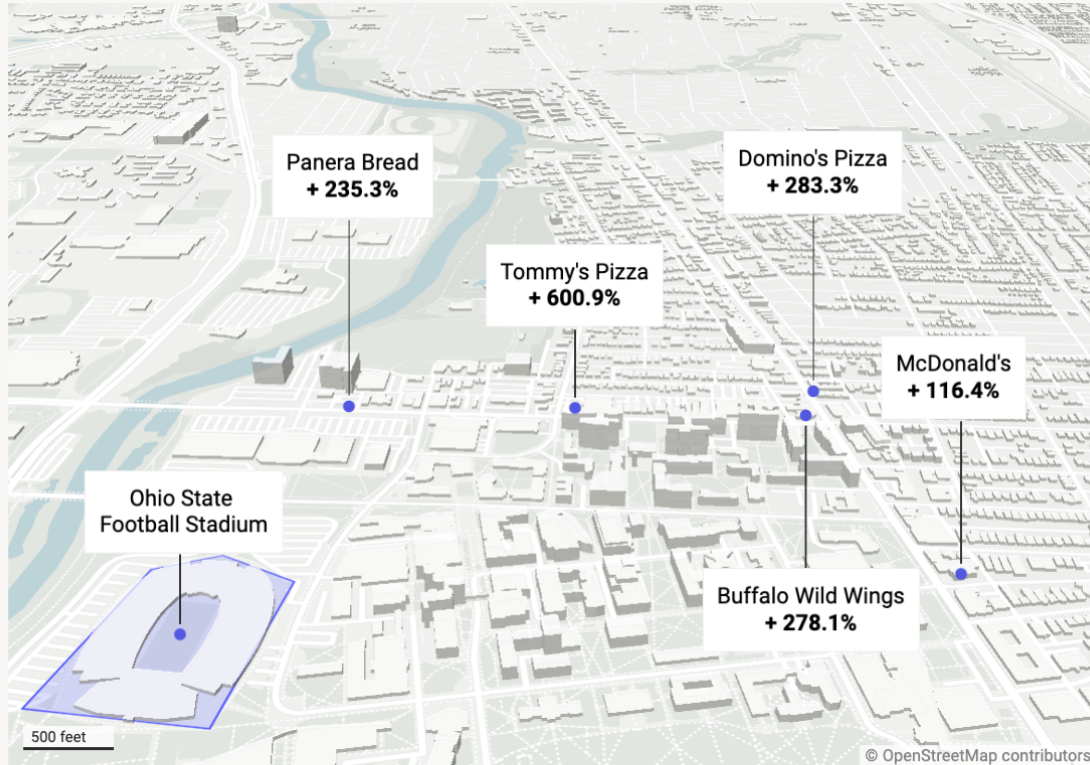 Panera Bread
+ 235.3%
Domino's Pizza
+ 283.3%
Tommy's Pizza
+ 600.9%
McDonald's
+ 116.4%
Ohio State
Football Stadium
Buffalo Wild Wings
+ 278.1%
500 feet
© OpenStreetMap contributors